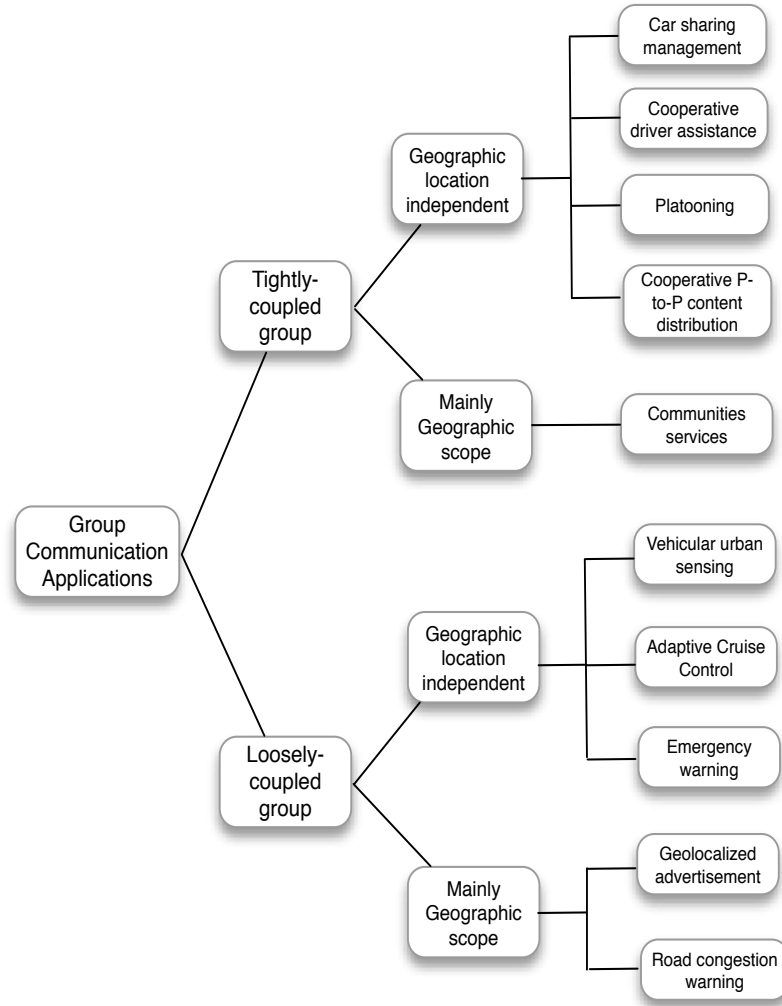 Group
Communication
Applications
Tightly-
coupled
group
Geographic
location
independent
Car sharing
management
Cooperative
driver assistance
Platooning
Cooperative P-
to-P content
distribution
Mainly
Geographic
scope
Communities
services
Loosely-
coupled
group
Geographic
location
independent
Vehicular urban
sensing
Adaptive Cruise
Control
Emergency
warning
Mainly
Geographic
scope
Geolocalized
advertisement
Road congestion
warning